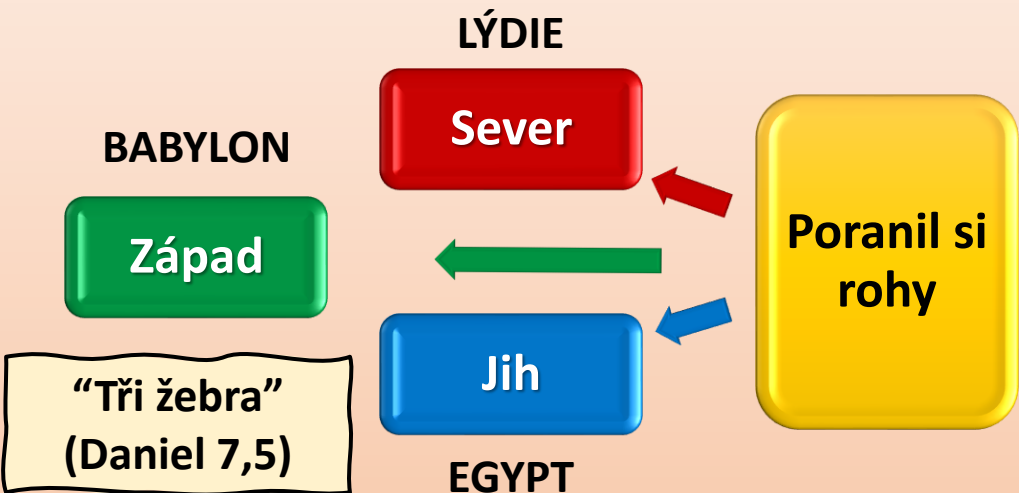 LÝDIE
Sever
BABYLON
Západ
Poranil si
rohy
Jih
“Tři žebra”
(Daniel 7,5)
EGYPT